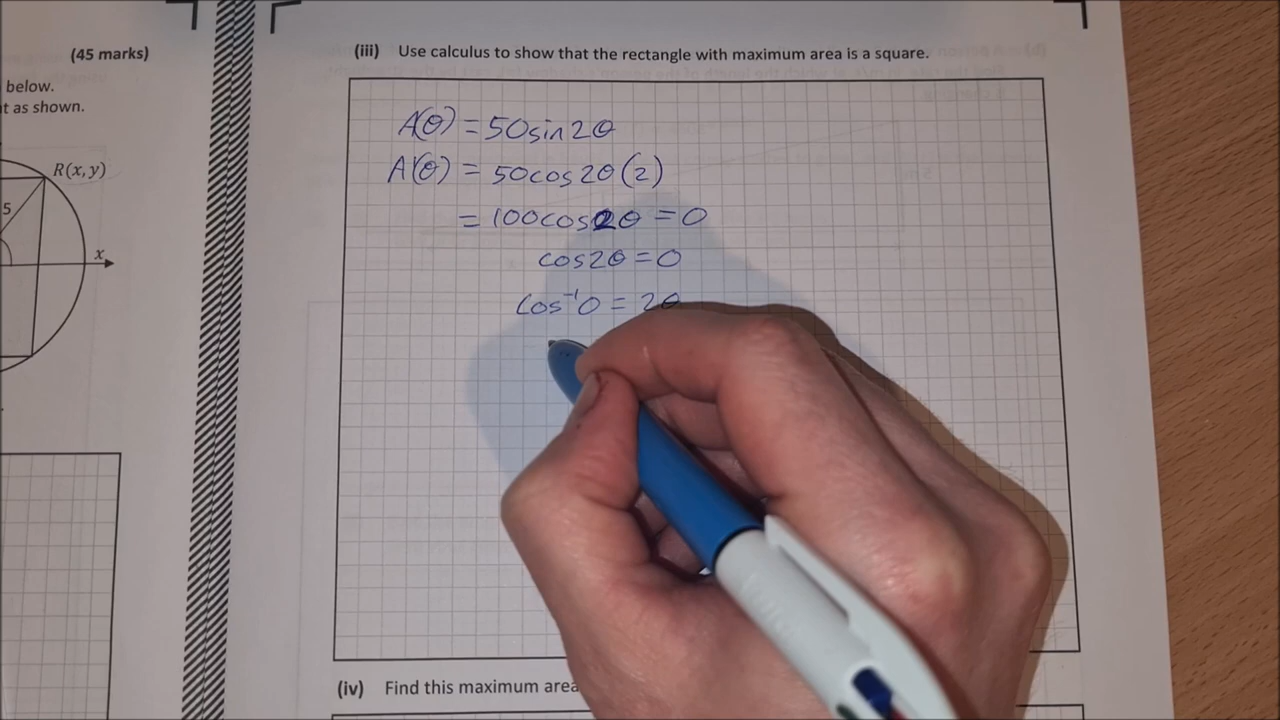 (45 marks)
below.
t as shown.
R(x,y)
5
x
(iii) Use calculus to show that the rectangle with maximum area is a square.
A(θ) = 50sin2θ
A'(θ) = 50cos2θ(2)
= 100cos2θ = 0
cos2θ = 0
cos⁻¹0 = 2θ
(iv) Find this maximum area